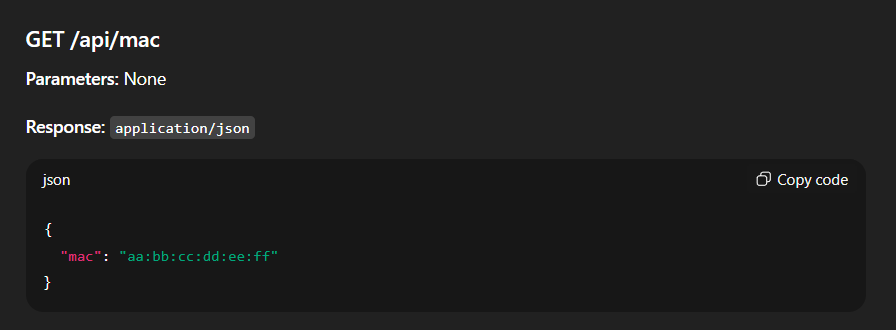 GET /api/mac
Parameters: None
Response: application/json
json
Copy code
{
"mac": "aa:bb:cc:dd:ee:ff"
}